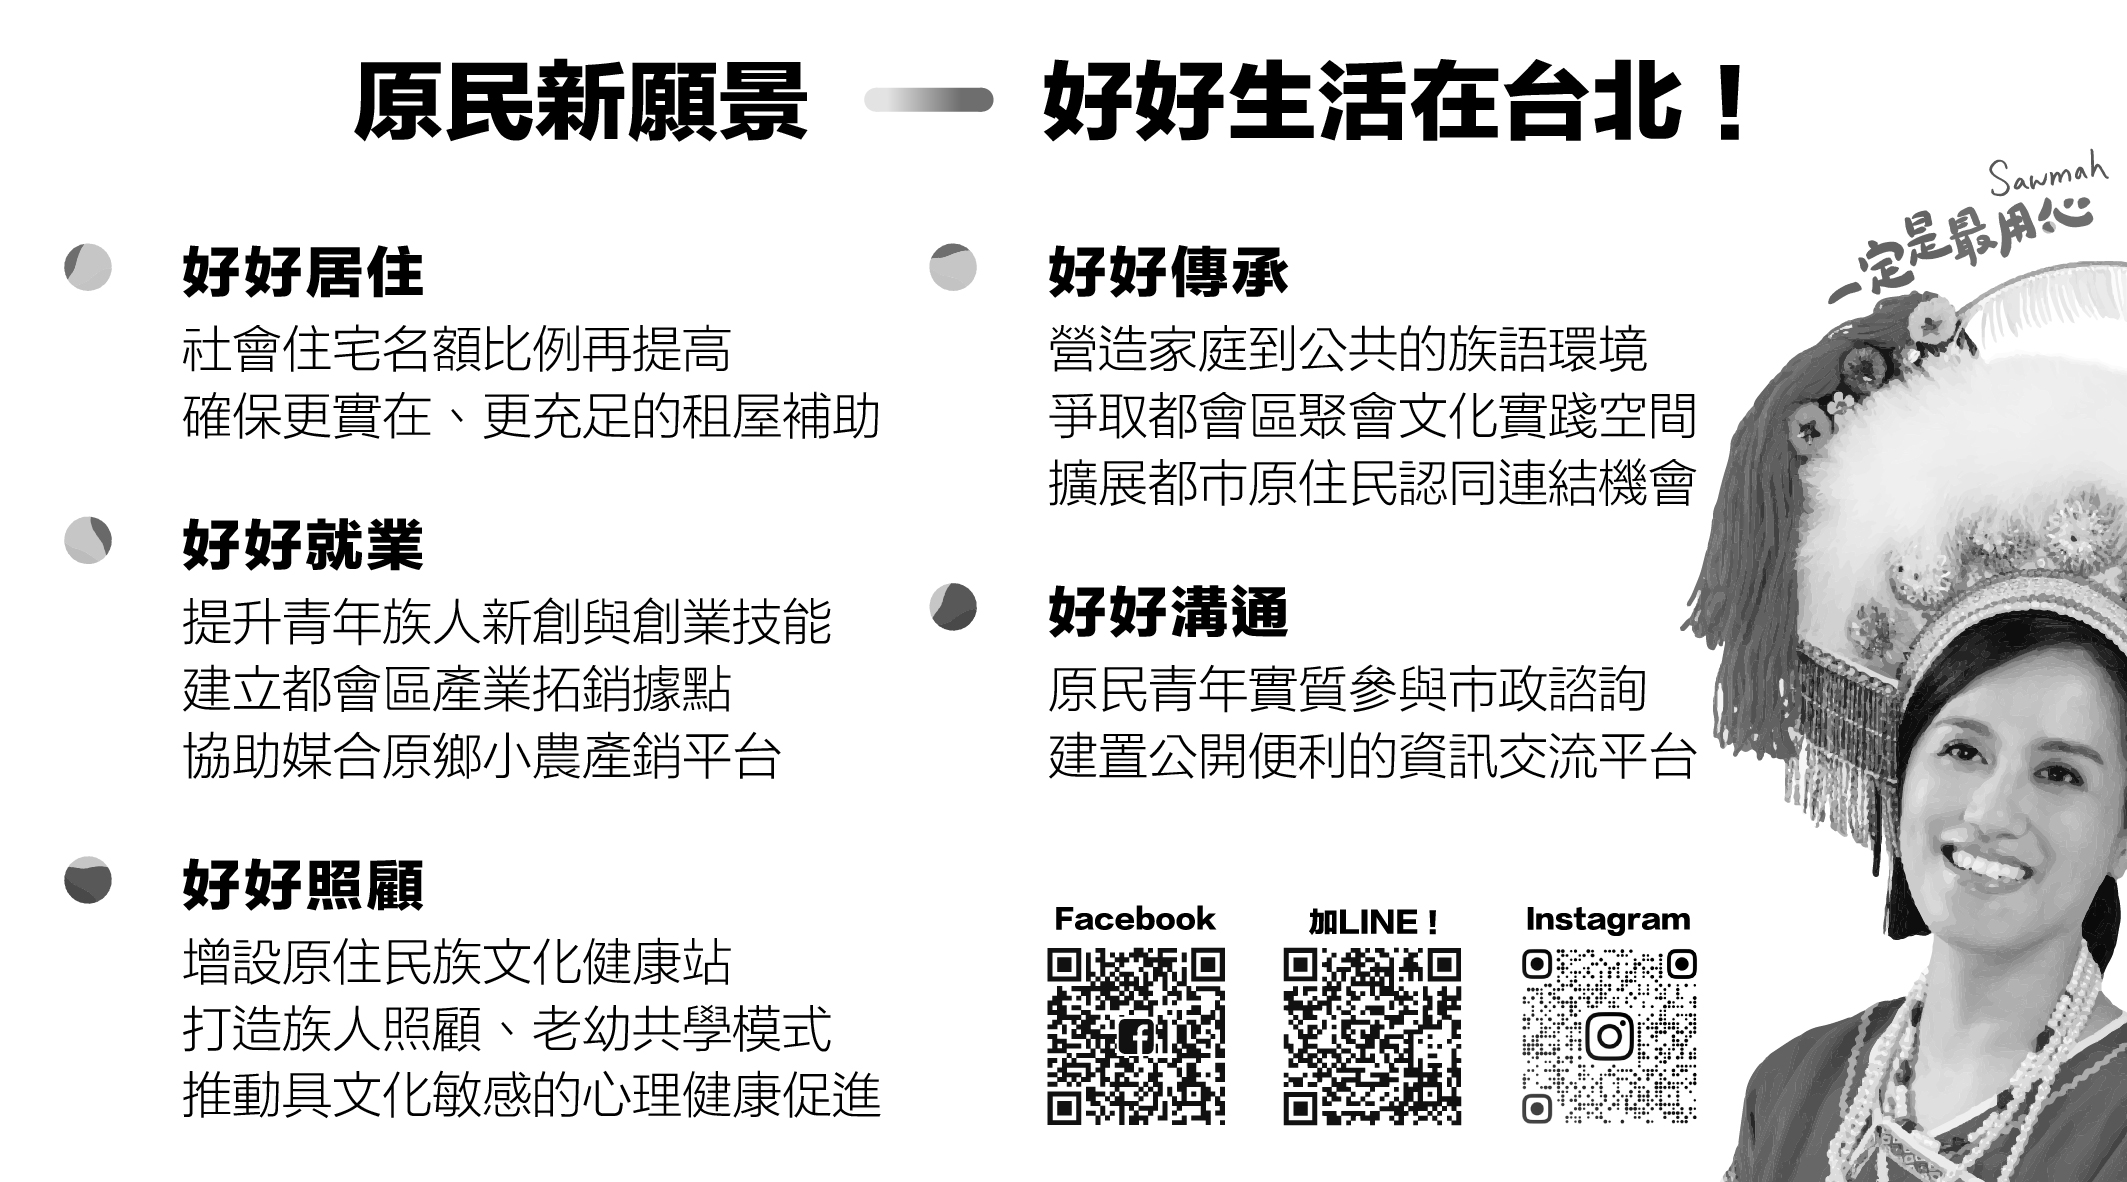 原民新願景 — 好好生活在台北！
Sawmah
一定是最用心
好好居住
社會住宅名額比例再提高
確保更實在、更充足的租屋補助
好好就業
提升青年族人新創與創業技能
建立都會區產業拓銷據點
協助媒合原鄉小農產銷平台
好好照顧
增設原住民族文化健康站
打造族人照顧、老幼共學模式
推動具文化敏感的心理健康促進
好好傳承
營造家庭到公共的族語環境
爭取都會區聚會文化實踐空間
擴展都市原住民認同連結機會
好好溝通
原民青年實質參與市政諮詢
建置公開便利的資訊交流平台
Facebook
加LINE！
Instagram